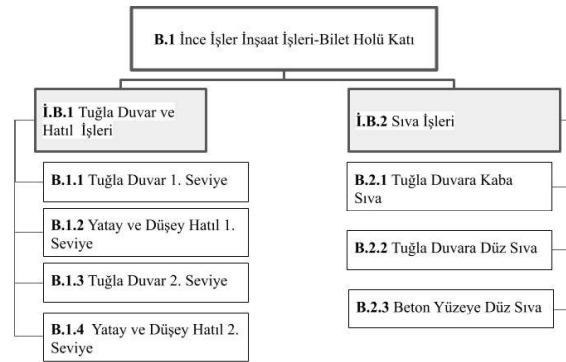 B.1 İnce İşler İnşaat İşleri-Bilet Holü Katı
İ.B.1 Tuğla Duvar ve
Hatıl İşleri
B.1.1 Tuğla Duvar 1. Seviye
B.1.2 Yatay ve Düşey Hatıl 1.
Seviye
B.1.3 Tuğla Duvar 2. Seviye
B.1.4 Yatay ve Düşey Hatıl 2.
Seviye
İ.B.2 Sıva İşleri
B.2.1 Tuğla Duvara Kaba
Sıva
B.2.2 Tuğla Duvara Düz Sıva
B.2.3 Beton Yüzeye Düz Sıva